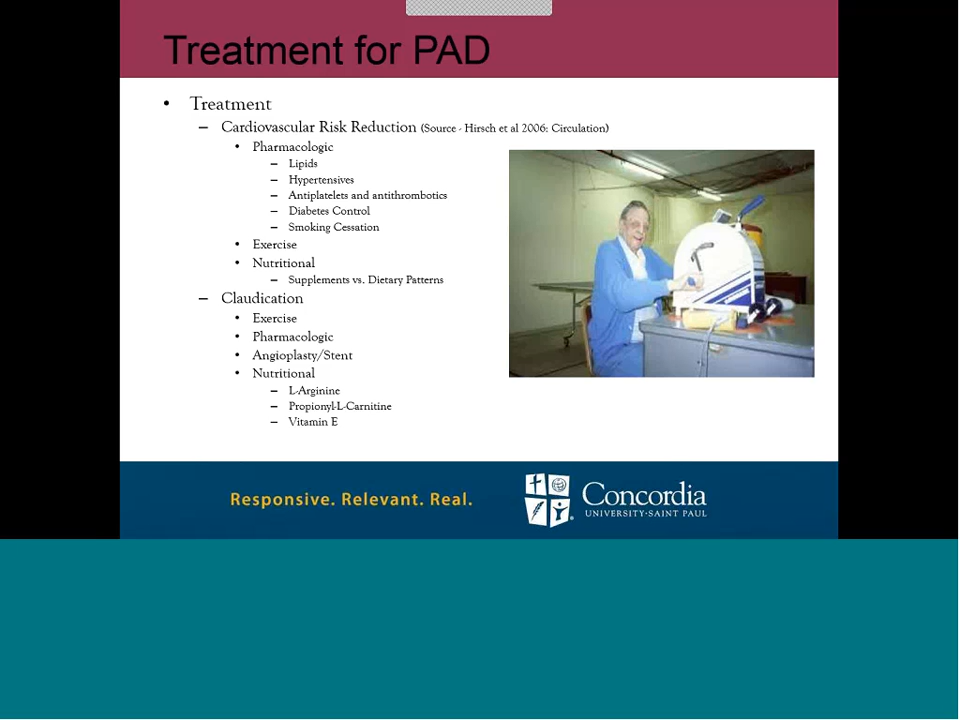 Treatment for PAD
• Treatment
– Cardiovascular Risk Reduction (Source - Hirsch et al 2006: Circulation)
• Pharmacologic
– Lipids
– Hypertensives
– Antiplatelets and antithrombotics
– Diabetes Control
– Smoking Cessation
• Exercise
• Nutritional
– Supplements vs. Dietary Patterns
– Claudication
• Exercise
• Pharmacologic
• Angioplasty/Stent
• Nutritional
– L-Arginine
– Propionyl-L-Carnitine
– Vitamin E
Responsive. Relevant. Real.
Concordia
UNIVERSITY·SAINT PAUL